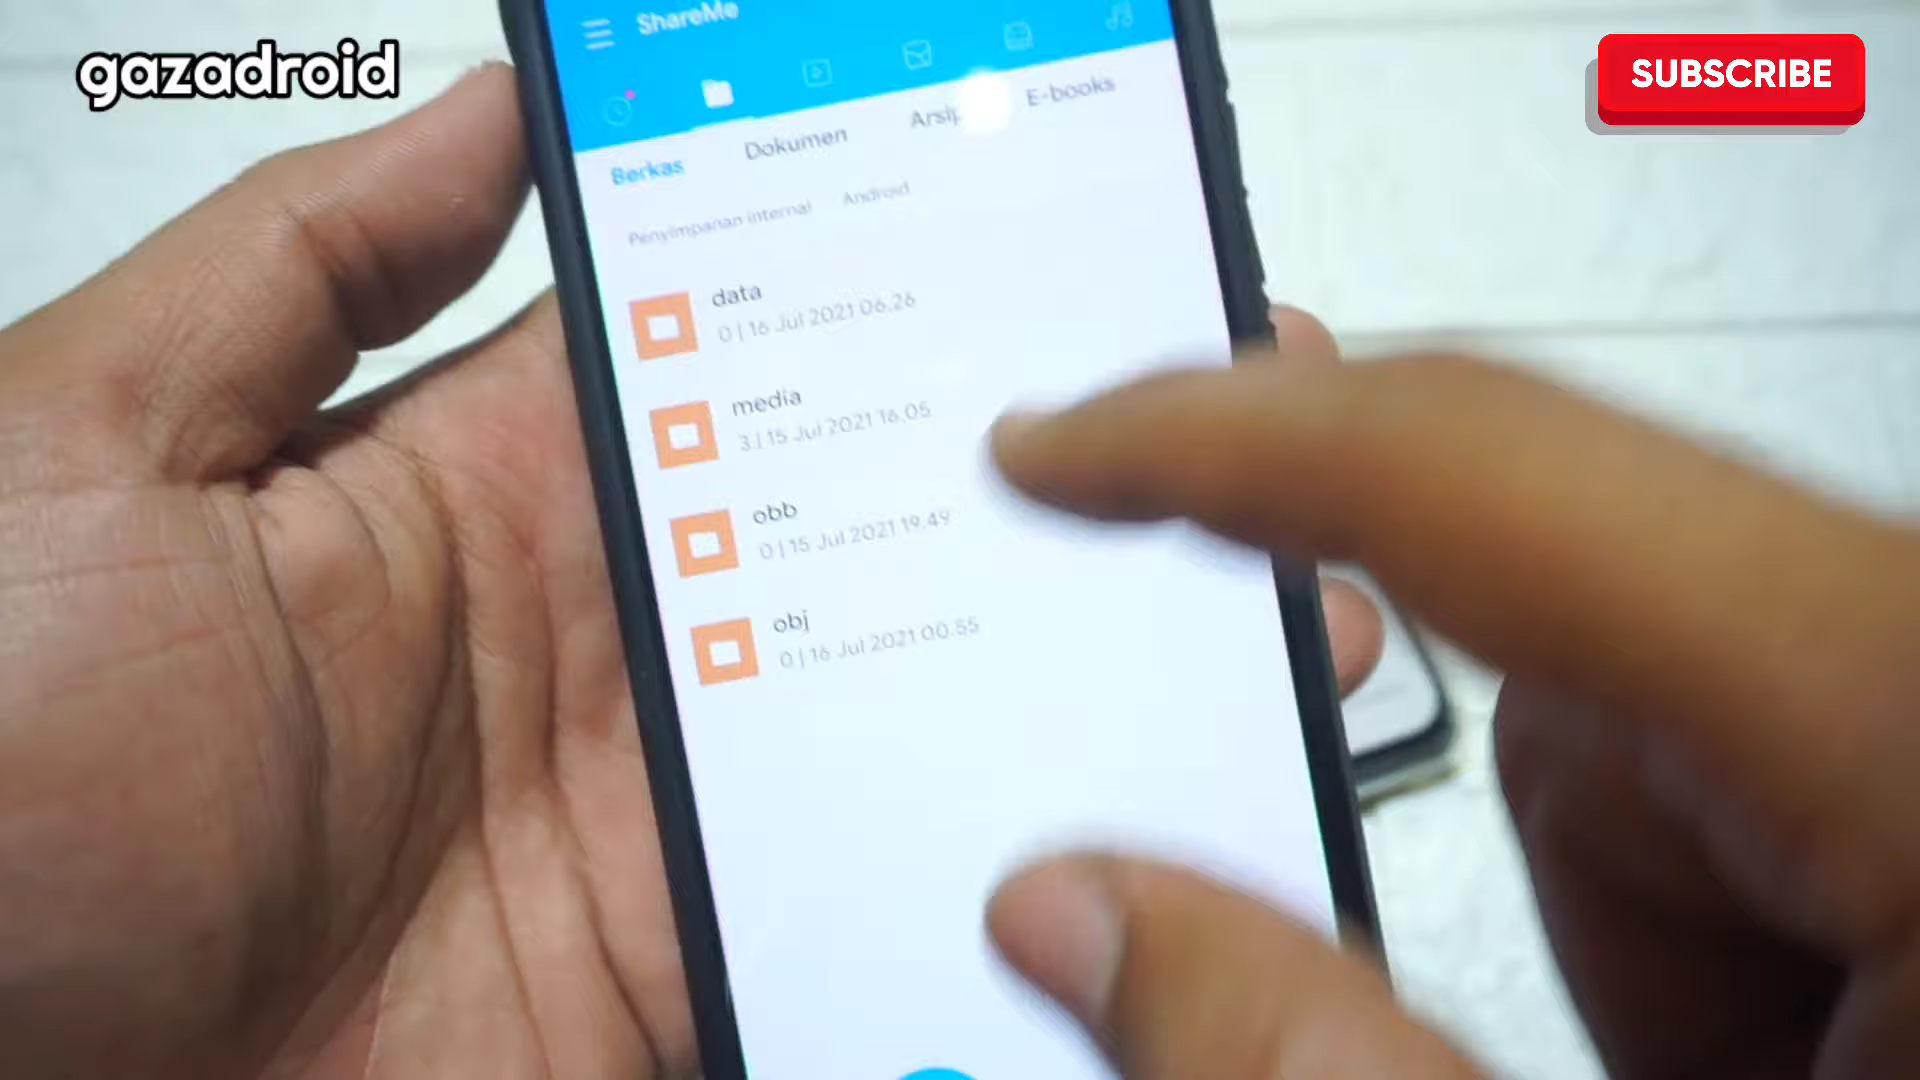 gazadroid
SUBSCRIBE
ShareMe
Berkas Dokumen E-books
Penyimpanan internal Android
data
0 | 16 Jul 2021 06.26
media
3 | 15 Jul 2021 16.05
obb
0 | 15 Jul 2021 19.49
obj
0 | 16 Jul 2021 00.55